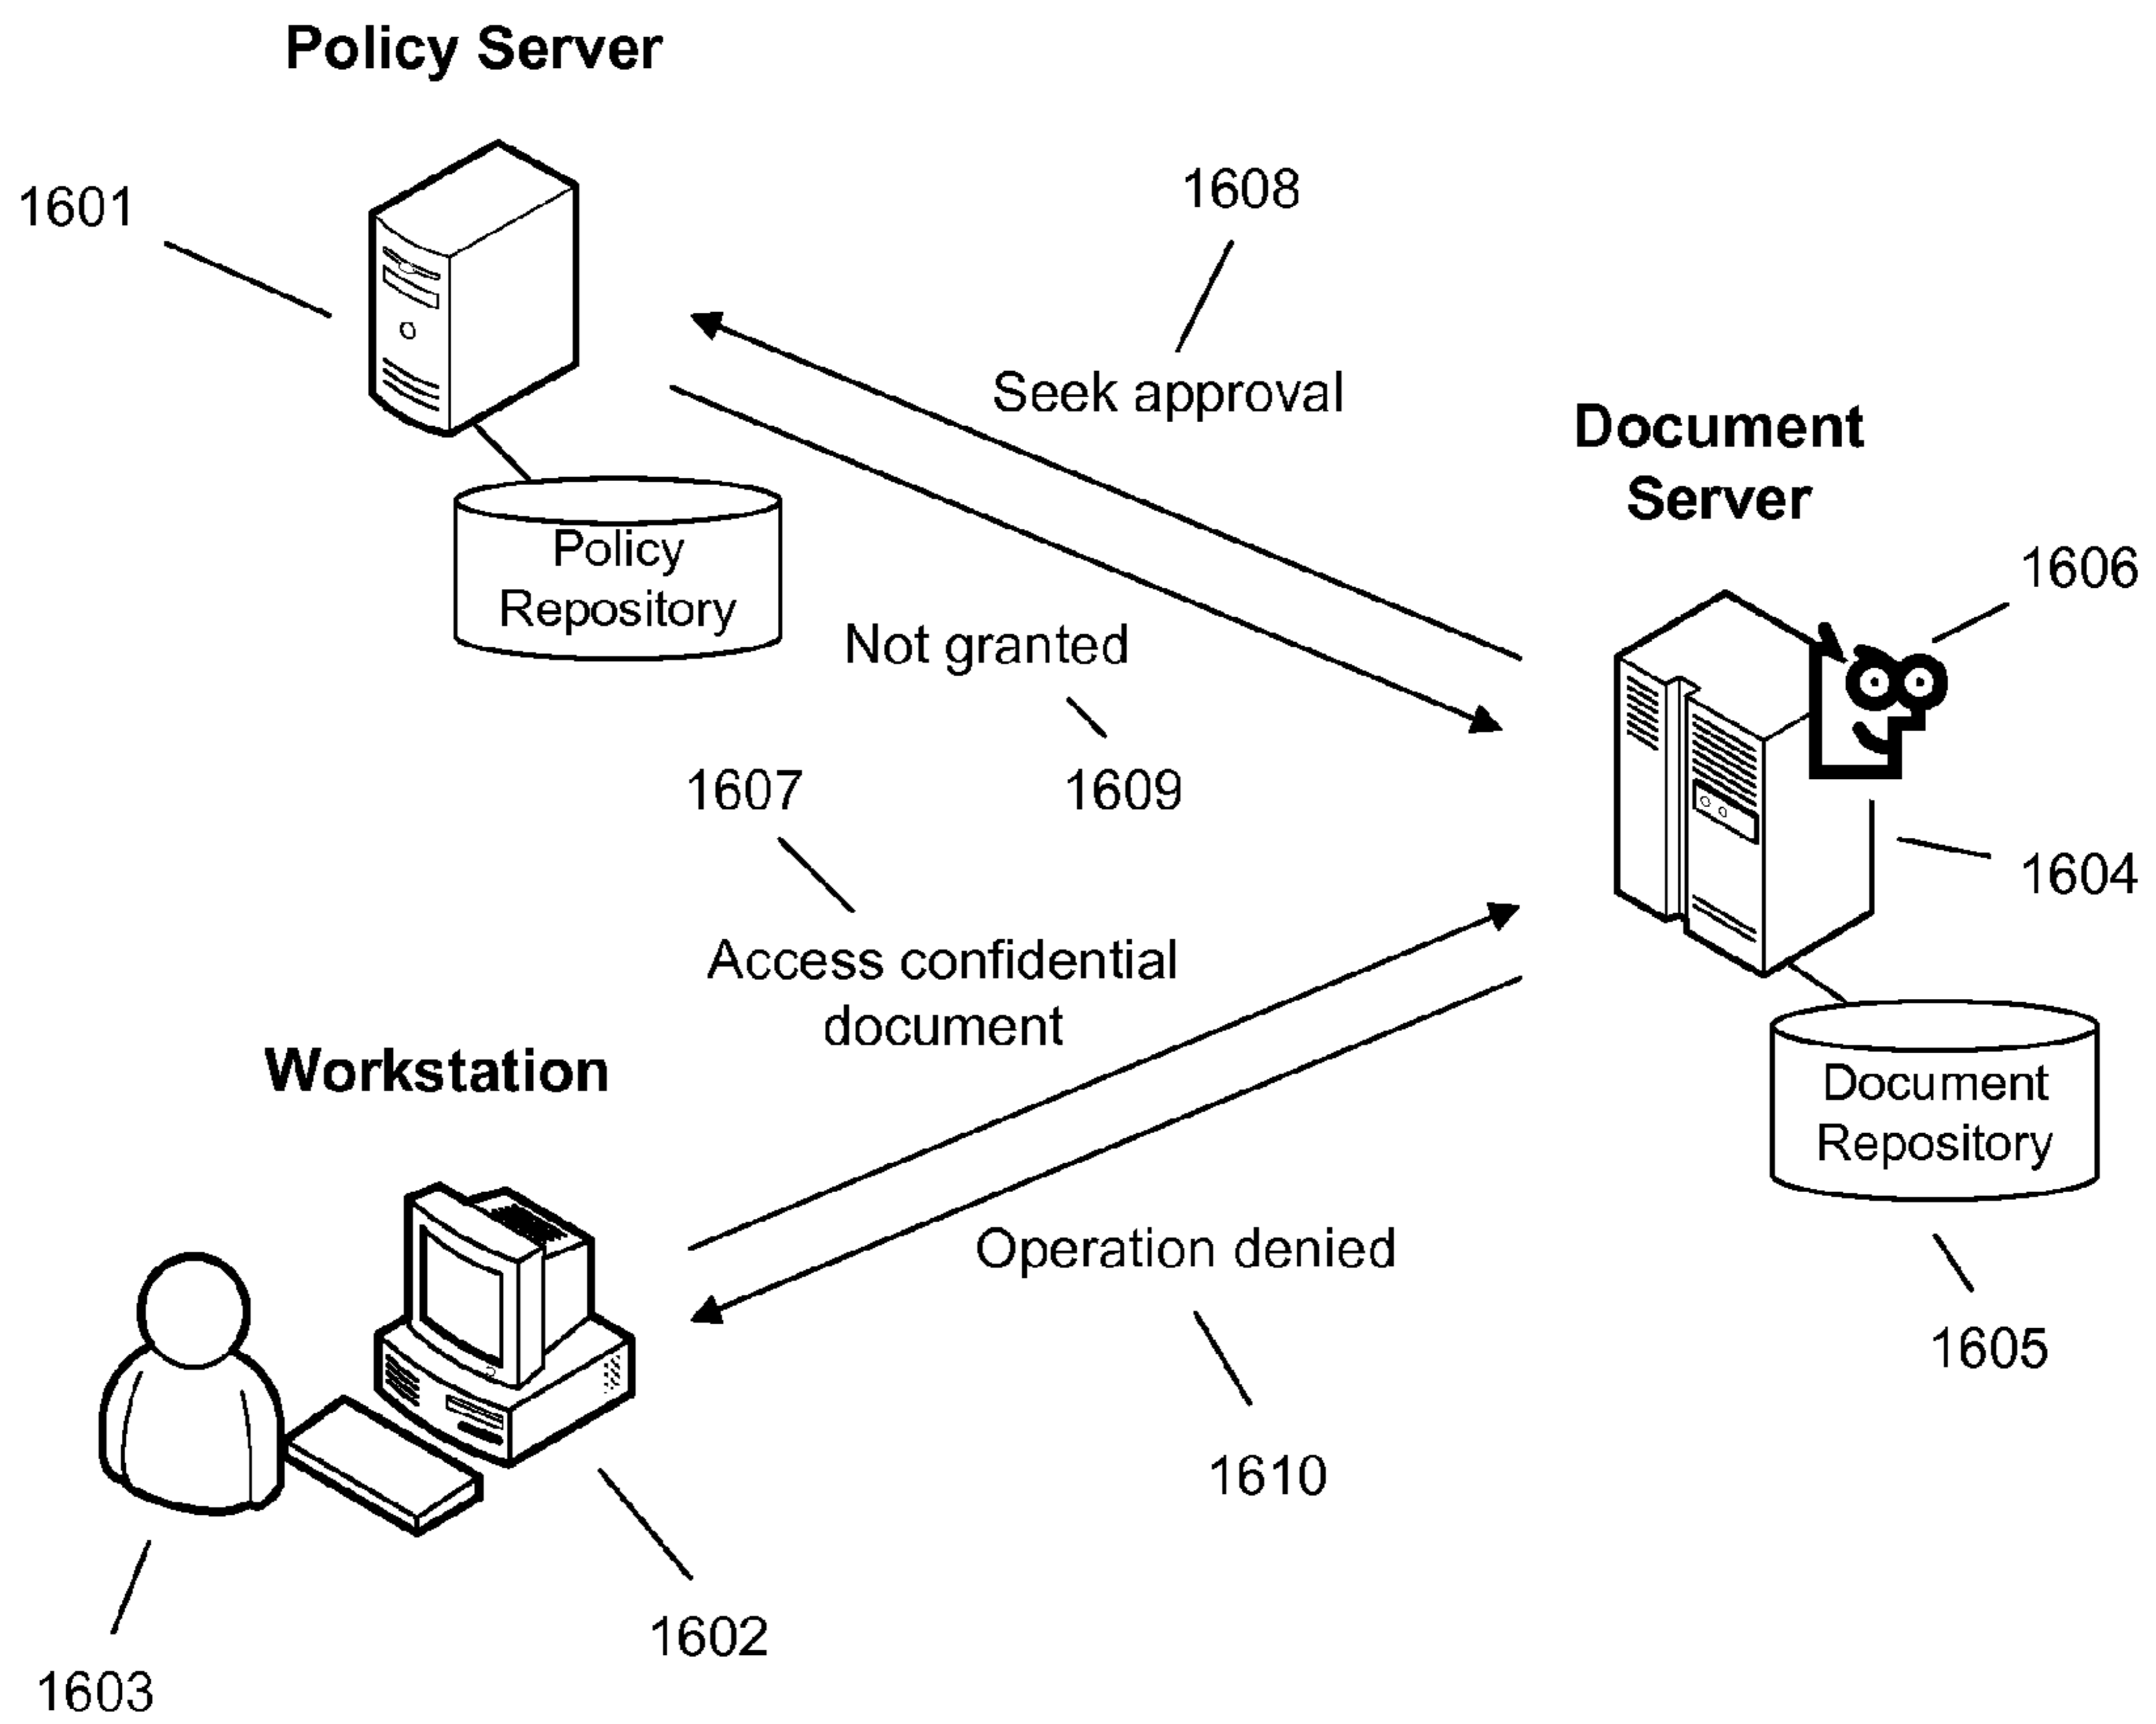 Policy Server
1601
1608
Seek approval
Document
Server
Policy
Repository
1606
Not granted
1607
1609
1604
Access confidential
document
Workstation
Document
Repository
Operation denied
1605
1610
1602
1603